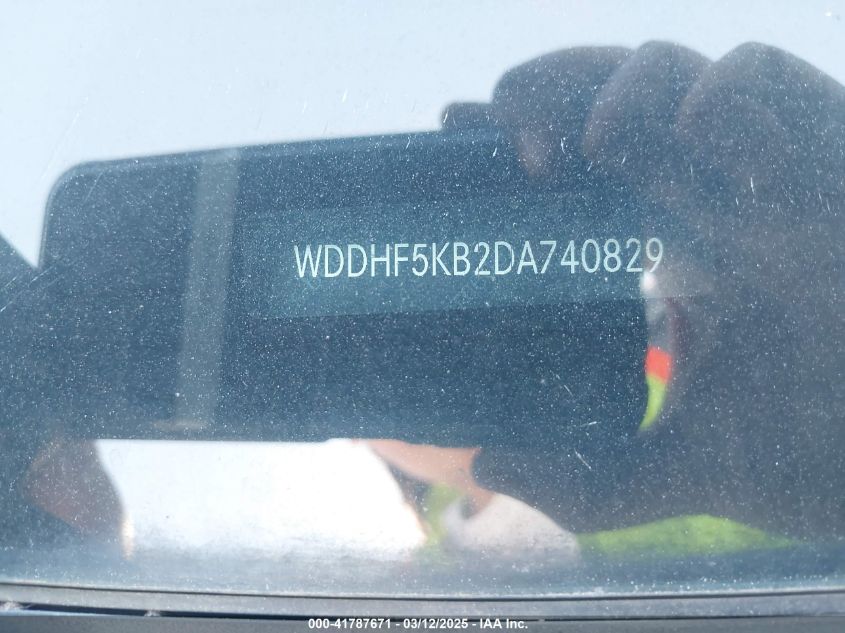 WDDHF5KB2DA740829
000-41787671 - 03/12/2025 - IAA Inc.